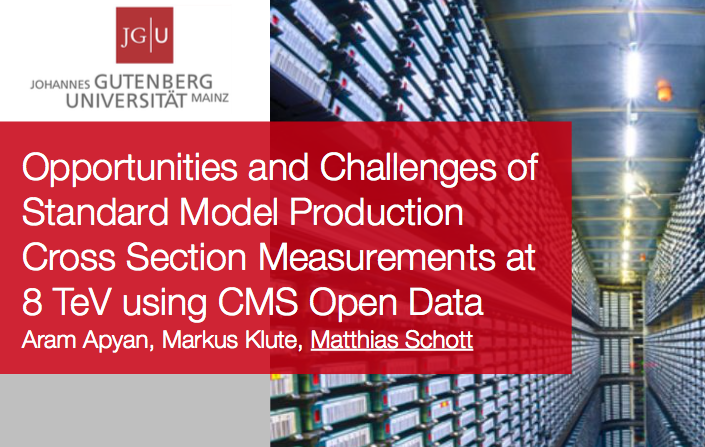 JG|U
JOHANNES GUTENBERG
UNIVERSITÄT MAINZ
Opportunities and Challenges of
Standard Model Production
Cross Section Measurements at
8 TeV using CMS Open Data
Aram Apyan, Markus Klute, Matthias Schott